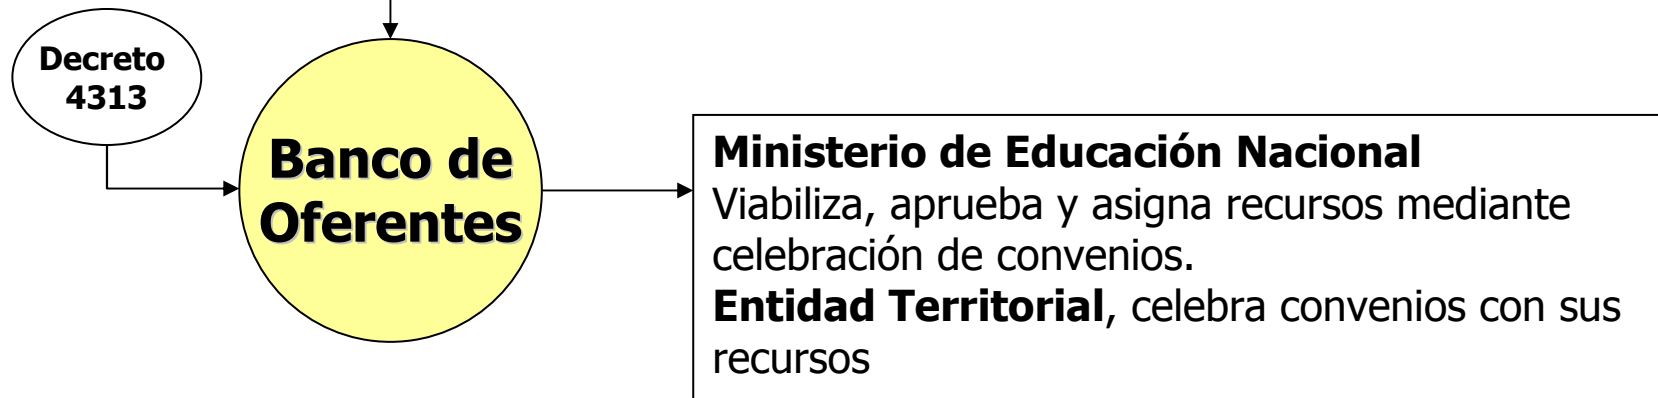 Decreto
4313
Banco de
Oferentes
Ministerio de Educación Nacional
Viabiliza, aprueba y asigna recursos mediante
celebración de convenios.
Entidad Territorial, celebra convenios con sus
recursos